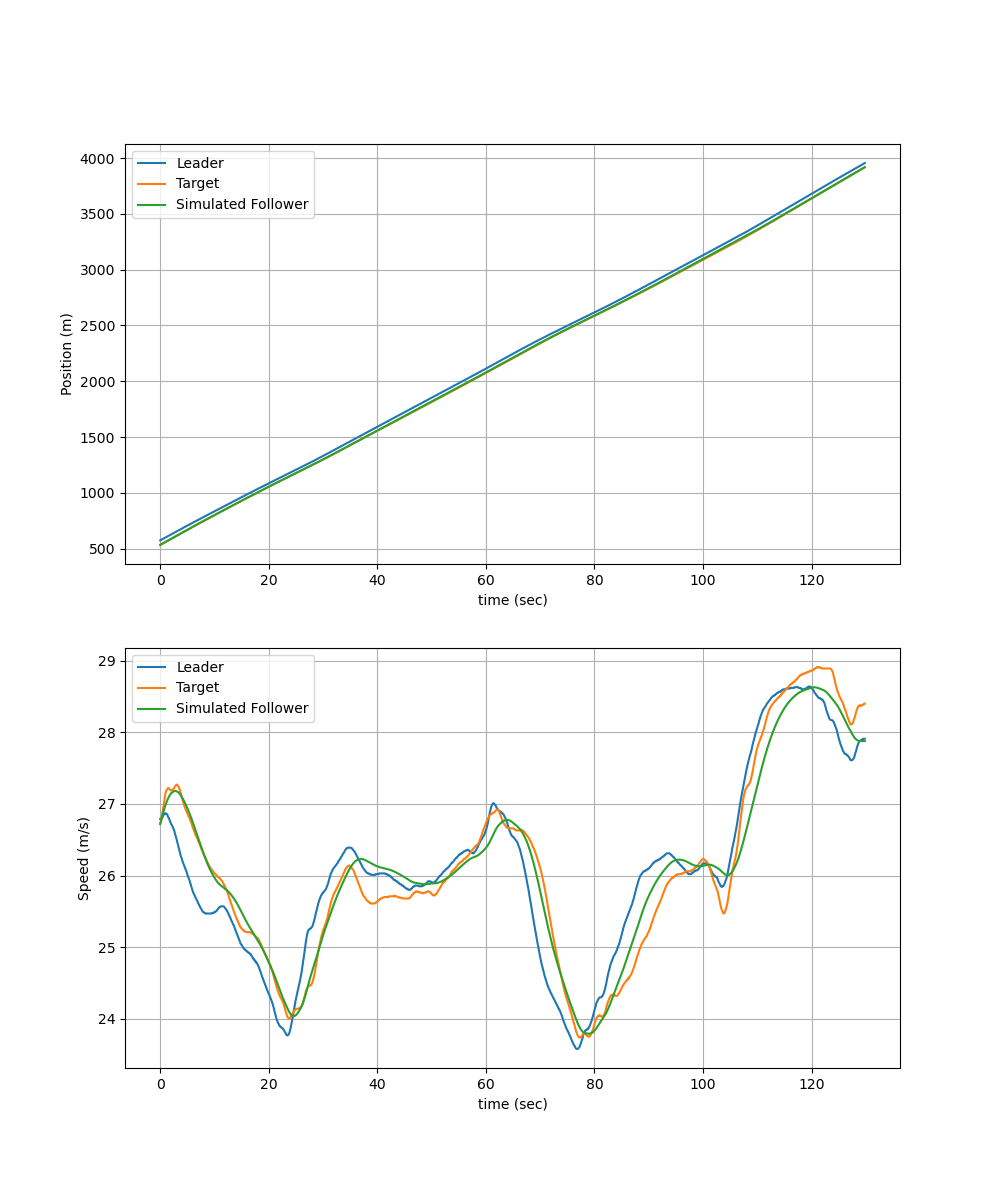 Leader
Target
Simulated Follower
4000
3500
3000
2500
2000
1500
1000
500
Position (m)
0 20 40 60 80 100 120
time (sec)
Leader
Target
Simulated Follower
29
28
27
26
25
24
Speed (m/s)
0 20 40 60 80 100 120
time (sec)